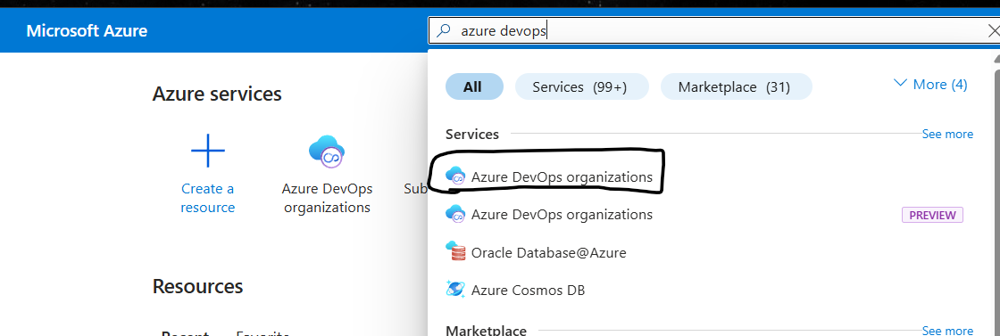 Microsoft Azure
azure devops
All
Services (99+)
Marketplace (31)
More (4)
Azure services
Services
See more
Create a
resource
Azure DevOps
organizations
Sub
Azure DevOps organizations
Azure DevOps organizations
PREVIEW
Oracle Database@Azure
Azure Cosmos DB
Resources
Marketplace
See more
Recent
Favorite